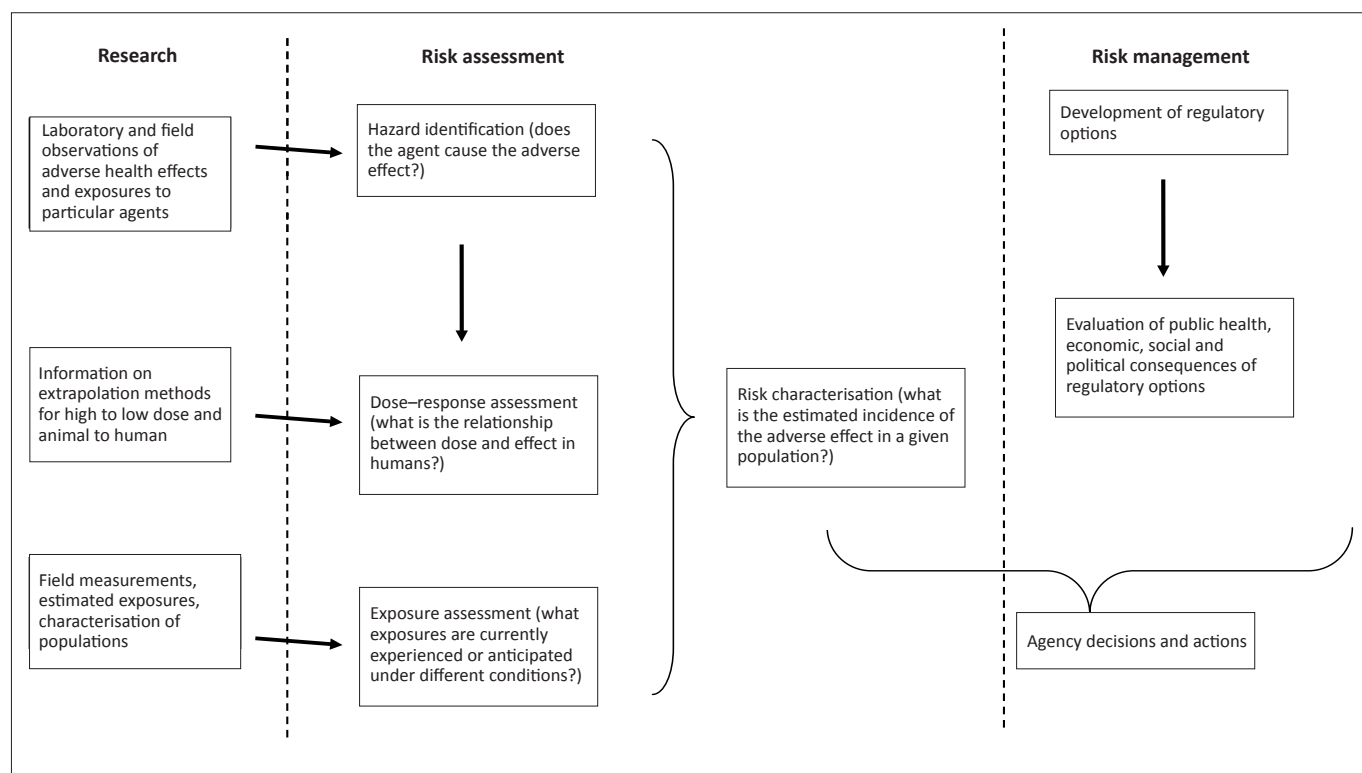 Research
Risk assessment
Risk management
Laboratory and field
observations of
adverse health effects
and exposures to
particular agents
Hazard identification (does
the agent cause the adverse
effect?)
Development of regulatory
options
Information on
extrapolation methods
for high to low dose and
animal to human
Dose–response assessment
(what is the relationship
between dose and effect in
humans?)
Risk characterisation (what
is the estimated incidence of
the adverse effect in a given
population?)
Evaluation of public health,
economic, social and
political consequences of
regulatory options
Field measurements,
estimated exposures,
characterisation of
populations
Exposure assessment (what
exposures are currently
experienced or anticipated
under different conditions?)
Agency decisions and actions